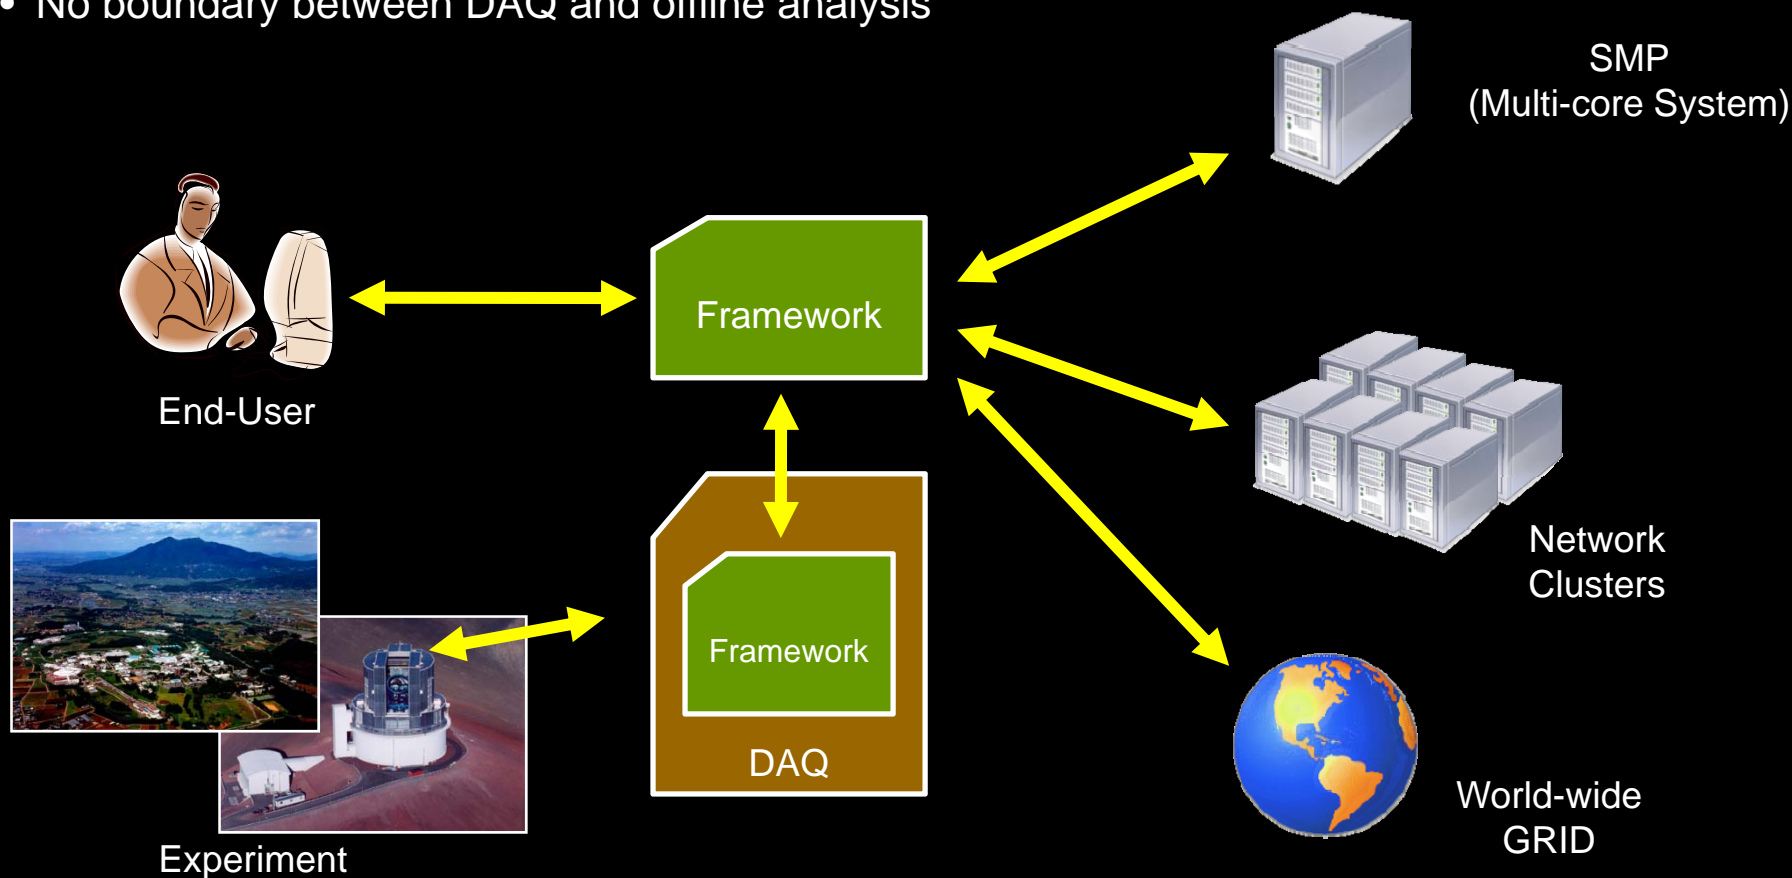 • No boundary between DAQ and offline analysis
SMP
(Multi-core System)
Framework
End-User
Network
Clusters
Framework
DAQ
World-wide
GRID
Experiment